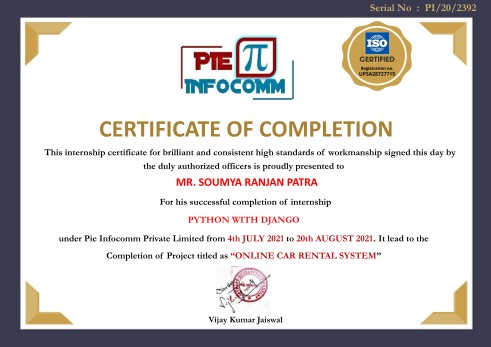 Serial No : PI/20/2392
PIE π
INFOCOMM
ISO
CERTIFIED
Registration no.
UPSA28727715
CERTIFICATE OF COMPLETION
This internship certificate for brilliant and consistent high standards of workmanship signed this day by
the duly authorized officers is proudly presented to
MR. SOUMYA RANJAN PATRA
For his successful completion of internship
PYTHON WITH DJANGO
under Pie Infocomm Private Limited from 4th JULY 2021 to 20th AUGUST 2021. It lead to the
Completion of Project titled as “ONLINE CAR RENTAL SYSTEM”
Vijay Kumar Jaiswal